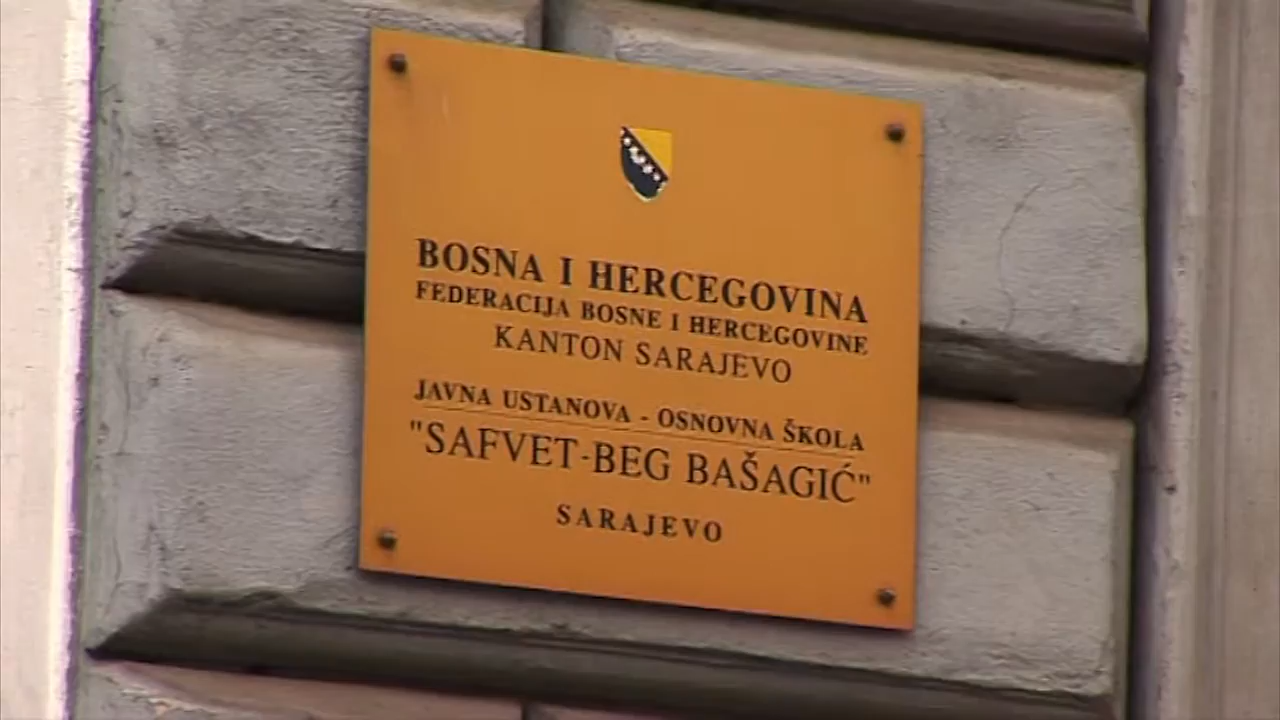 BOSNA I HERCEGOVINA
FEDERACIJA BOSNE I HERCEGOVINE
KANTON SARAJEVO
JAVNA USTANOVA - OSNOVNA ŠKOLA
"SAFVET-BEG BAŠAGIĆ"
SARAJEVO